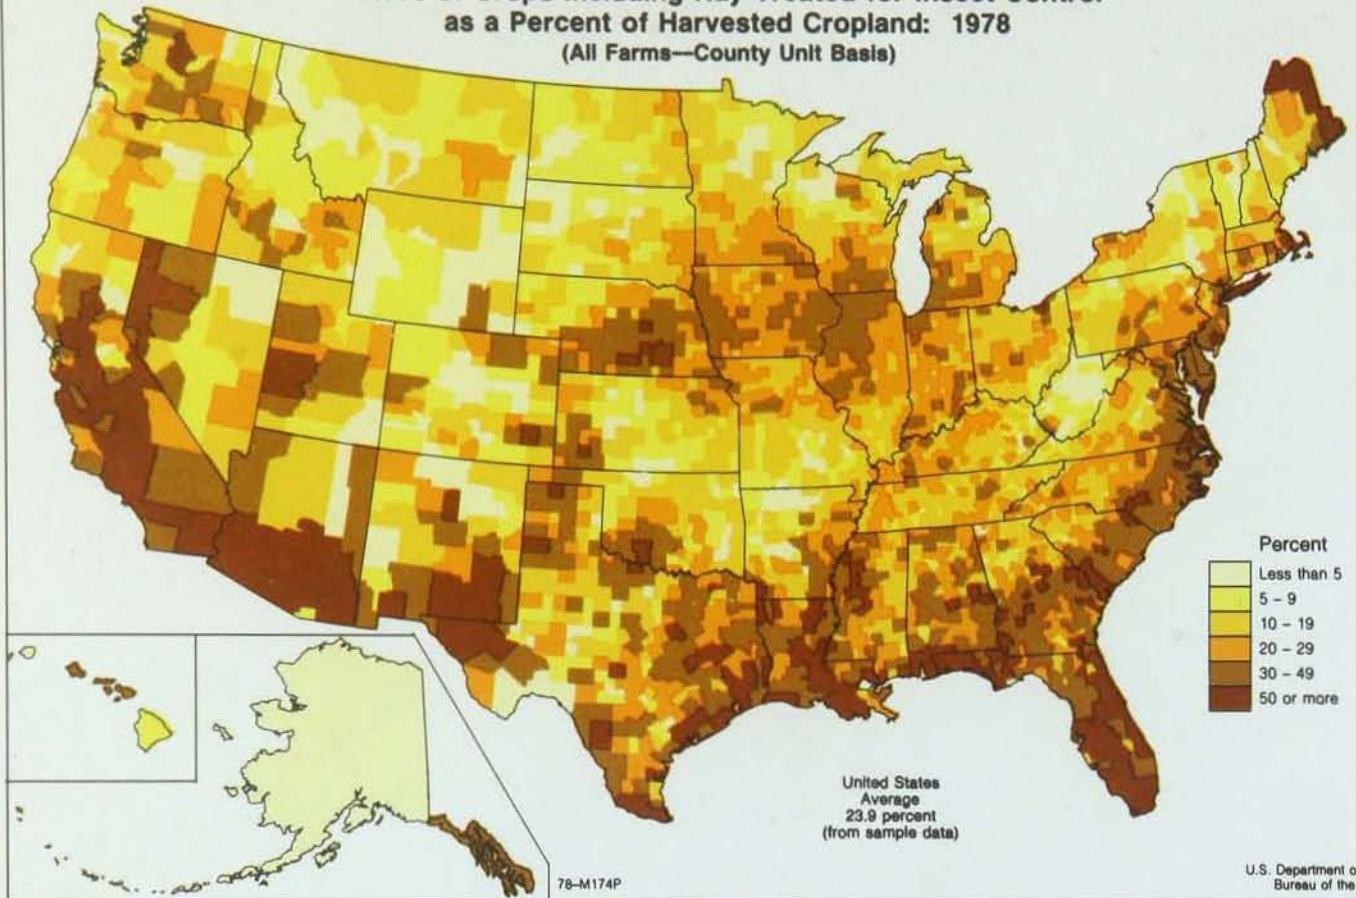 as a Percent of Harvested Cropland: 1978
(All Farms—County Unit Basis)
Percent
Less than 5
5 – 9
10 – 19
20 – 29
30 – 49
50 or more
United States
Average
23.9 percent
(from sample data)
78–M174P
U.S. Department o
Bureau of the